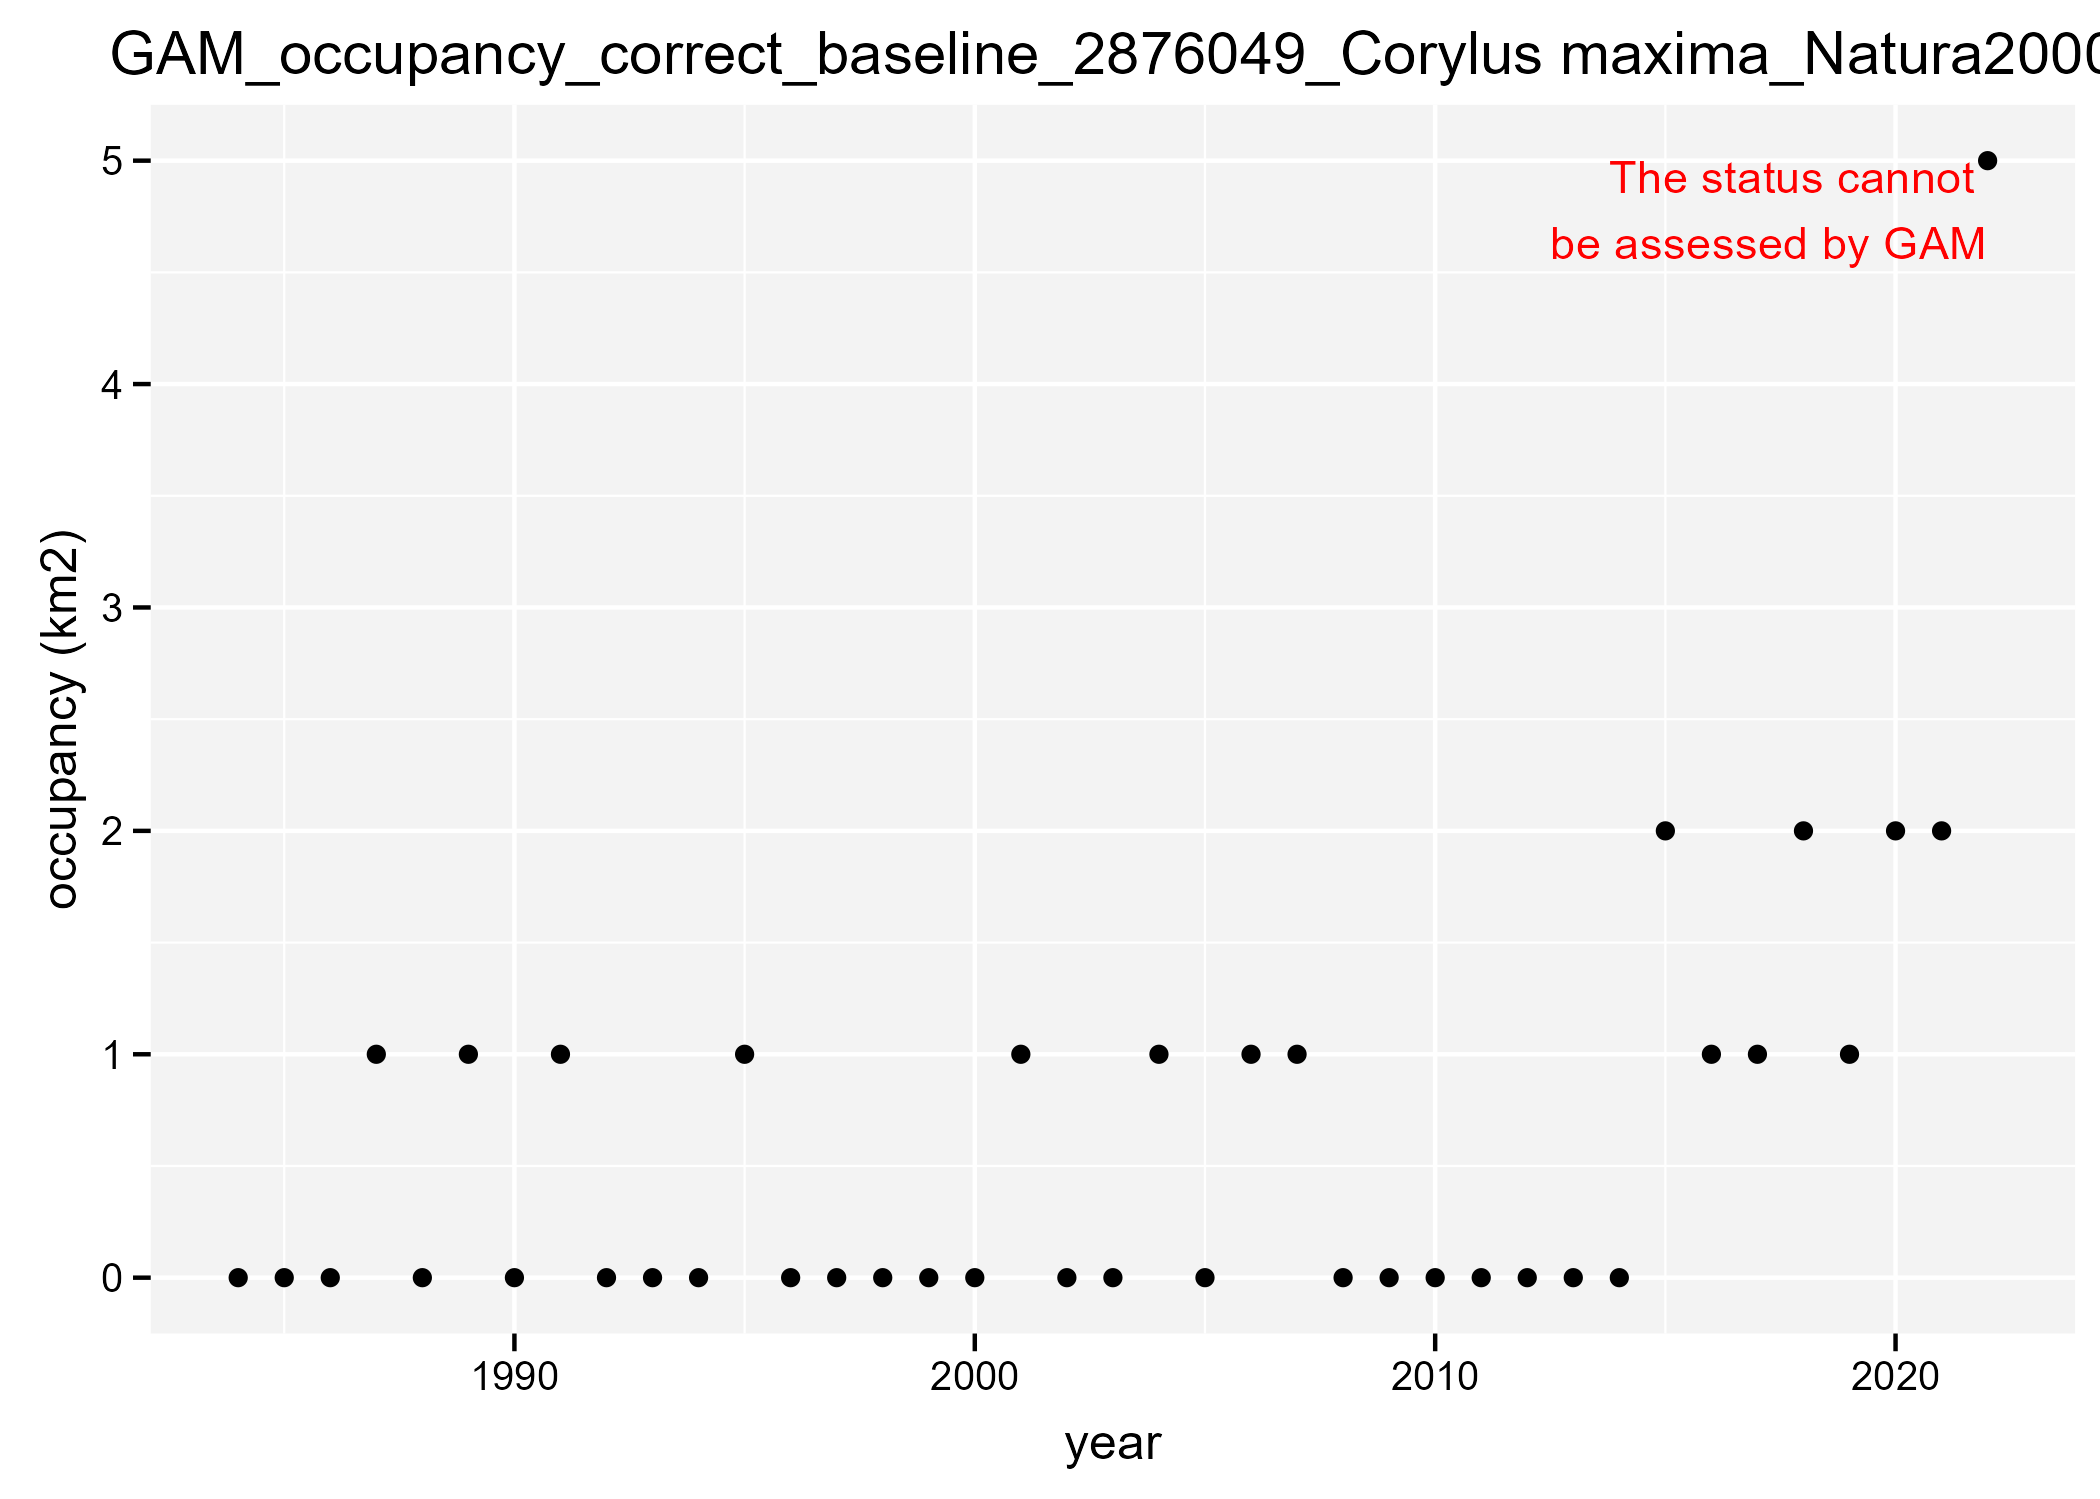 GAM_occupancy_correct_baseline_2876049_Corylus maxima_Natura2000
5
The status cannot
be assessed by GAM
4
3
2
1
0
occupancy (km2)
1990 2000 2010 2020
year